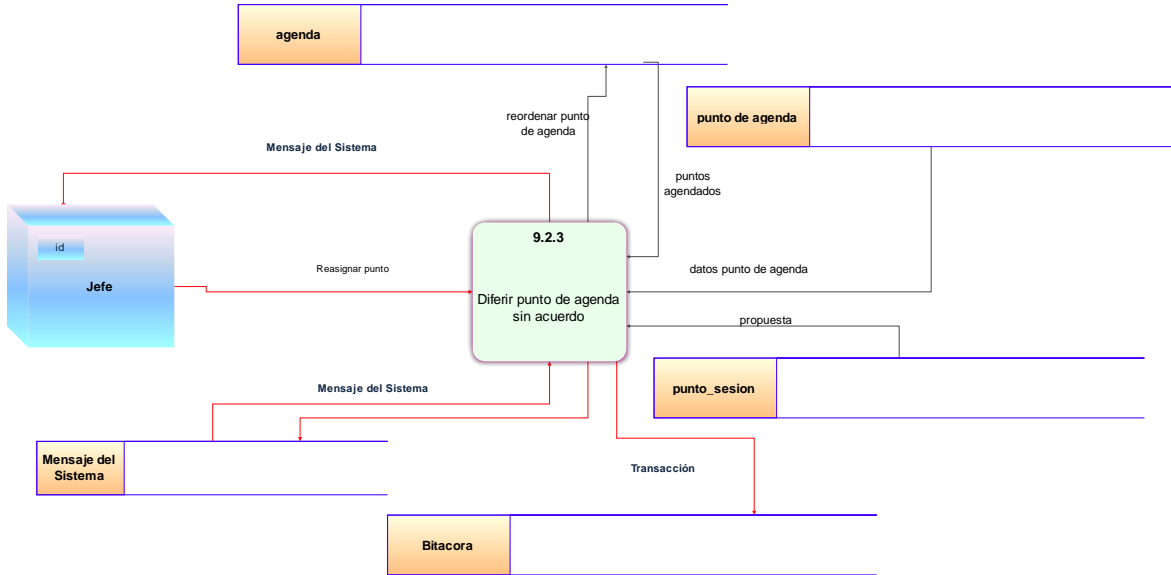 agenda
reordenar punto
de agenda
punto de agenda
Mensaje del Sistema
puntos
agendados
9.2.3
id
Jefe
Reasignar punto
datos punto de agenda
Diferir punto de agenda
sin acuerdo
propuesta
Mensaje del Sistema
punto_sesion
Mensaje del
Sistema
Transacción
Bitacora